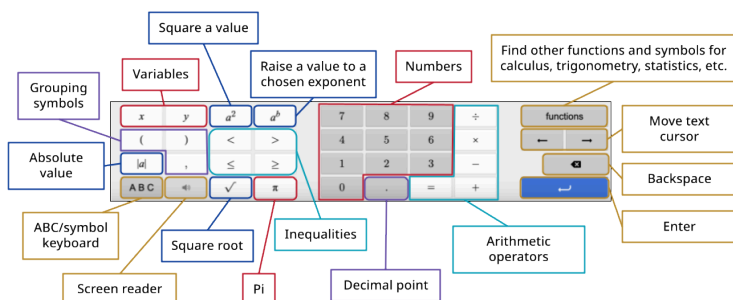 Square a value
Find other functions and symbols for
calculus, trigonometry, statistics, etc.
Raise a value to a
chosen exponent
Numbers
Variables
Grouping
symbols
x y a² aᵇ 7 8 9 ÷ functions
( ) < > 4 5 6 × ← →
|a| , ≤ ≥ 1 2 3 −
A B C √ π 0 . = +
Move text
cursor
Absolute
value
Backspace
Enter
ABC/symbol
keyboard
Square root
Inequalities
Arithmetic
operators
Screen reader
Pi
Decimal point